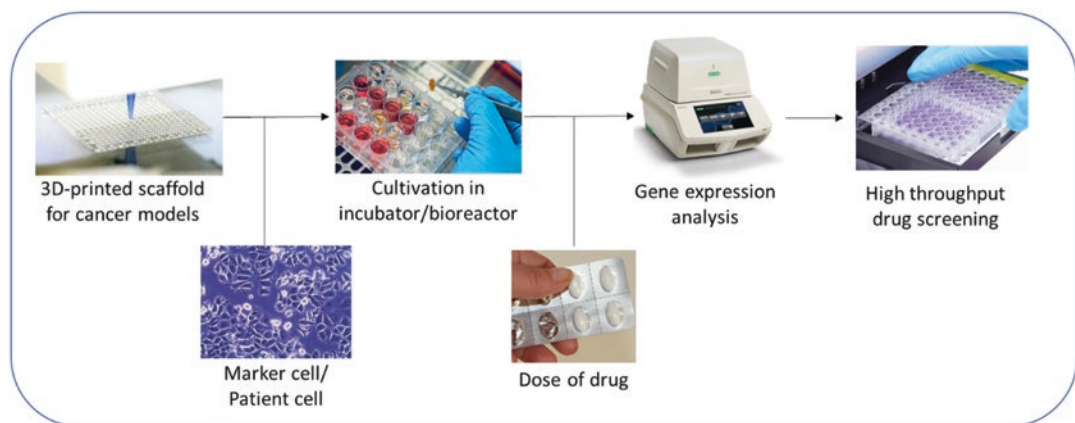 3D-printed scaffold
for cancer models
Cultivation in
incubator/bioreactor
Gene expression
analysis
High throughput
drug screening
Marker cell/
Patient cell
Dose of drug